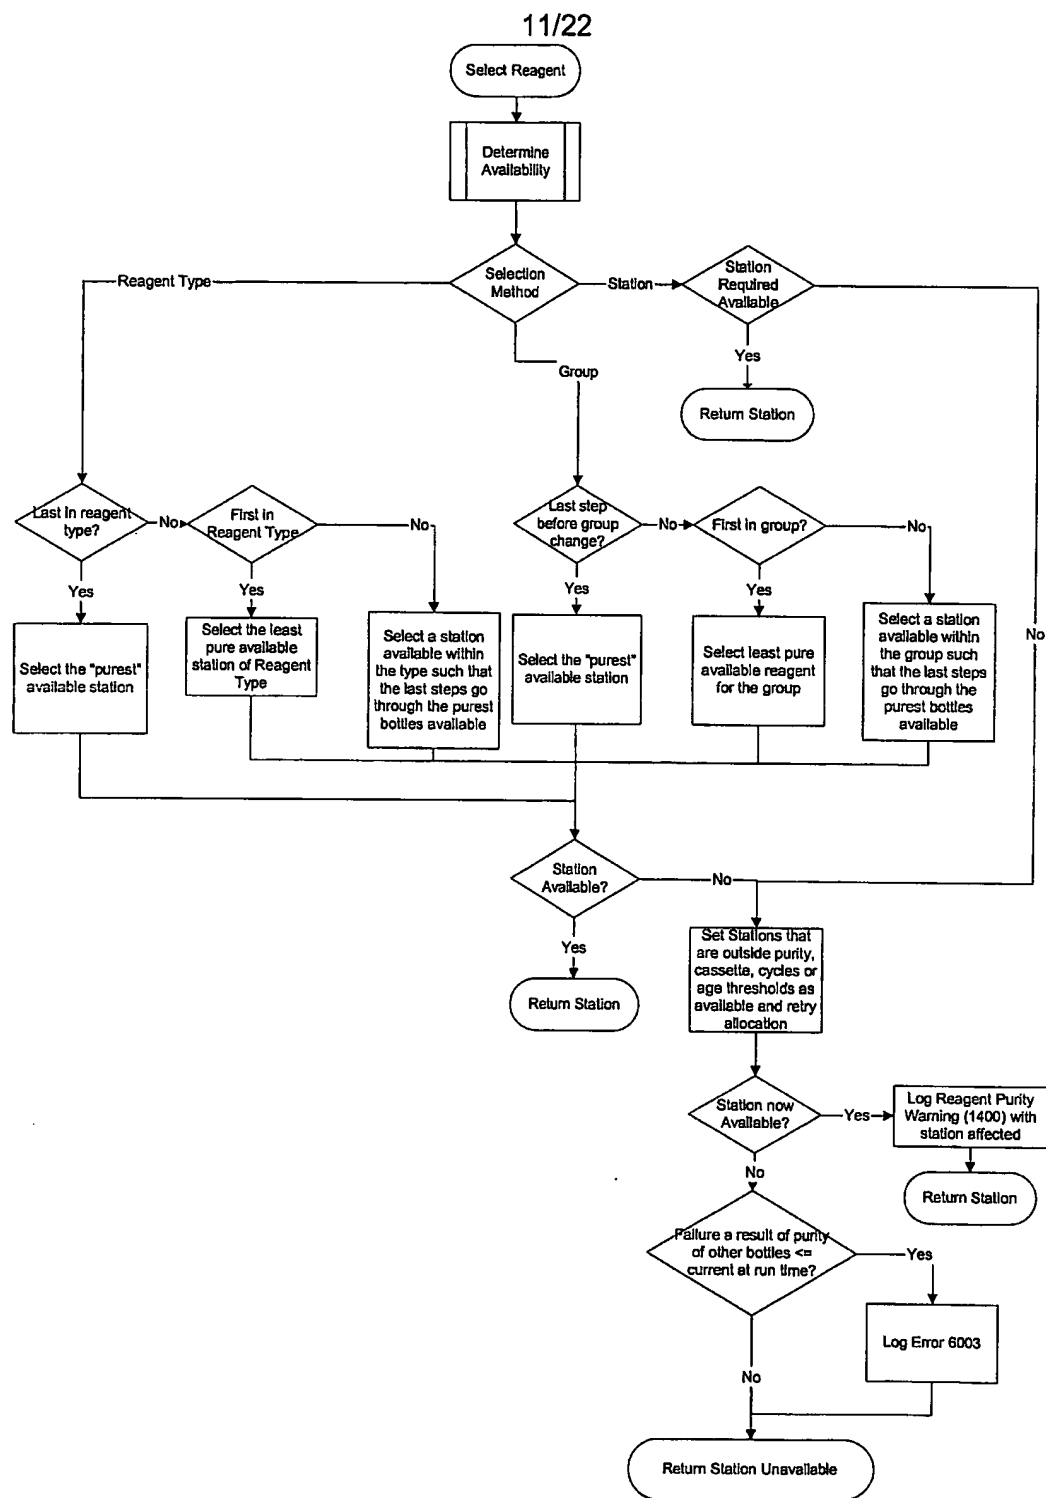 11/22
Select Reagent
Determine
Availability
Selection
Method
Reagent Type
Station
Station
Required
Available
Group
Yes
Return Station
Last in reagent
type?
No
First in
Reagent Type
No
Last step
before group
change?
No
First in group?
No
Yes
Yes
Yes
Yes
No
Select the "purest"
available station
Select the least
pure available
station of Reagent
Type
Select a station
available within
the type such that
the last steps go
through the purest
bottles available
Select the "purest"
available station
Select least pure
available reagent
for the group
Select a station
available within
the group such
that the last steps
go through the
purest bottles
available
Station
Available?
No
Yes
Return Station
Set Stations that
are outside purity,
cassette, cycles or
age thresholds as
available and retry
allocation
Station now
Available?
Yes
Log Reagent Purity
Warning (1400) with
station affected
No
Return Station
Failure a result of purity
of other bottles <=
current at run time?
Yes
Log Error 6003
No
Return Station Unavailable